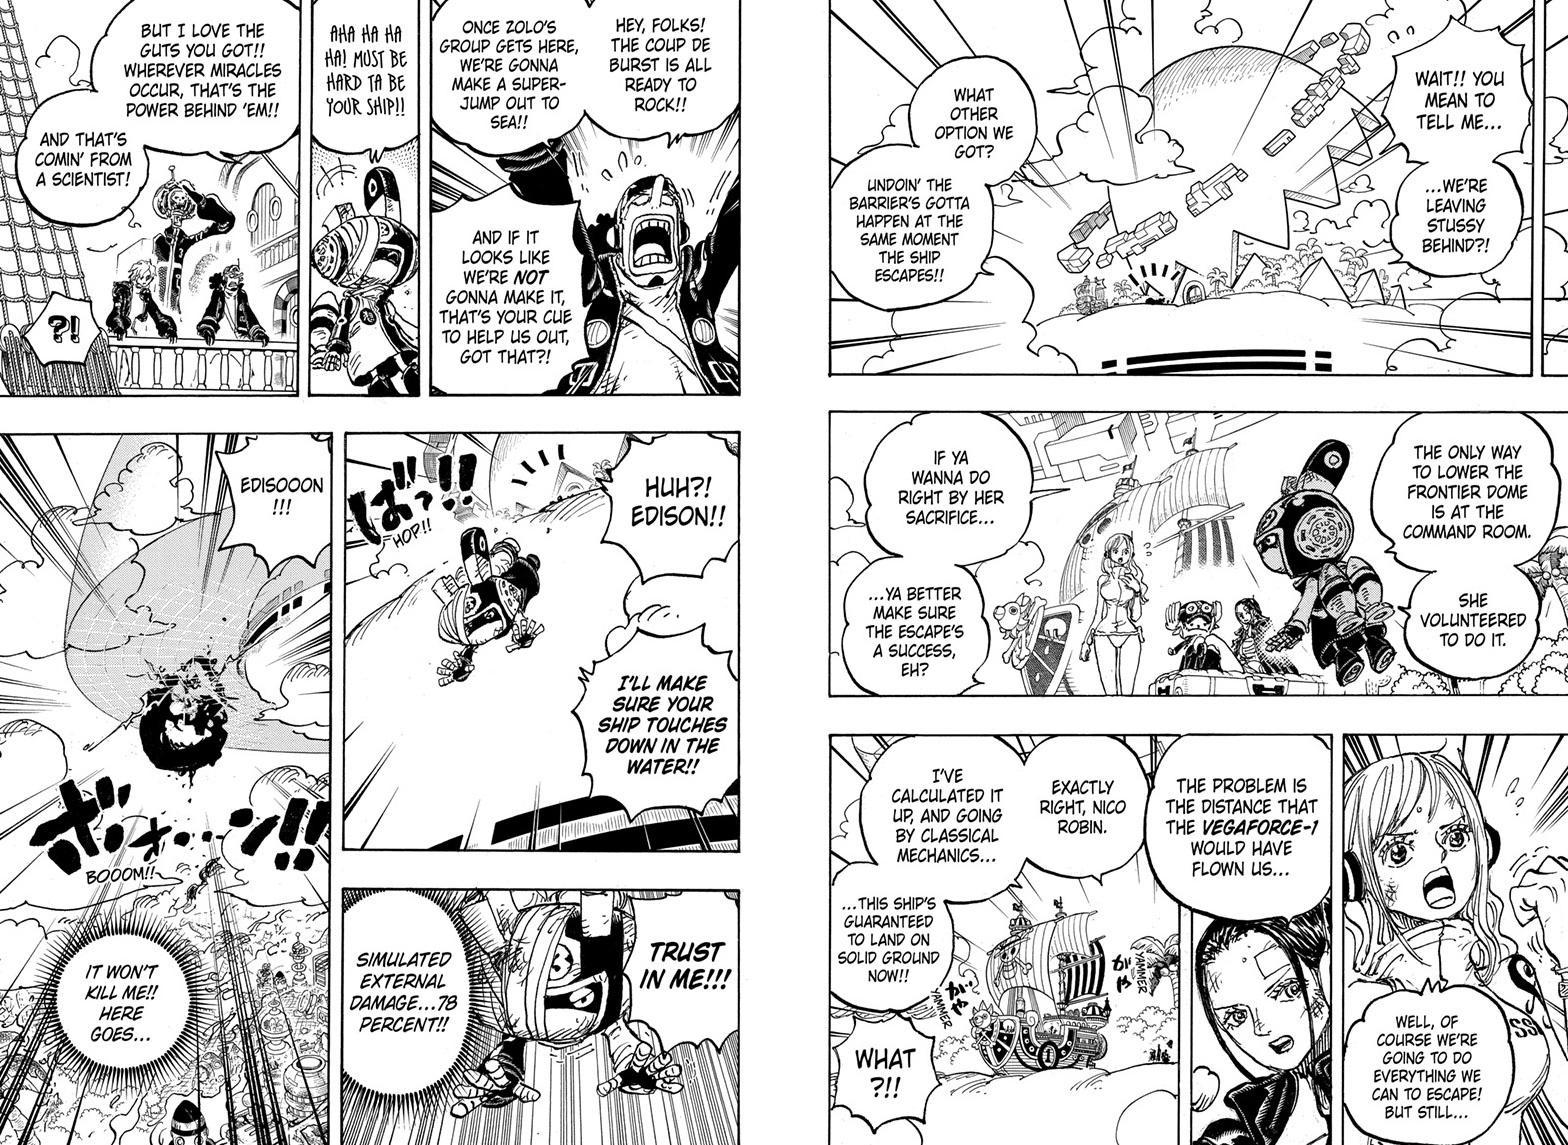 WAIT!! YOU
MEAN TO
TELL ME...
...WE'RE
LEAVING
STUSSY
BEHIND?!
WHAT
OTHER
OPTION WE
GOT?
UNDOIN' THE
BARRIER'S GOTTA
HAPPEN AT THE
SAME MOMENT
THE SHIP
ESCAPES!!
THE ONLY WAY
TO LOWER THE
FRONTIER DOME
IS AT THE
COMMAND ROOM.
SHE
VOLUNTEERED
TO DO IT.
IF YA
WANNA DO
RIGHT BY HER
SACRIFICE...
...YA BETTER
MAKE SURE
THE ESCAPE'S
A SUCCESS,
EH?
WELL, OF
COURSE WE'RE
GOING TO DO
EVERYTHING WE
CAN TO ESCAPE!
BUT STILL...
SS
THE PROBLEM IS
THE DISTANCE THAT
THE VEGAFORCE-1
WOULD HAVE
FLOWN US...
EXACTLY
RIGHT, NICO
ROBIN.
I'VE
CALCULATED IT
UP, AND GOING
BY CLASSICAL
MECHANICS...
...THIS SHIP'S
GUARANTEED
TO LAND ON
SOLID GROUND
NOW!!
YAMMER
ガヤ
YAMMER
ガヤ
1
WHAT
?!!
HEY, FOLKS!
THE COUP DE
BURST IS ALL
READY TO
ROCK!!
ONCE ZOLO'S
GROUP GETS HERE,
WE'RE GONNA
MAKE A SUPER-
JUMP OUT TO
SEA!!
AND IF IT
LOOKS LIKE
WE'RE NOT
GONNA MAKE IT,
THAT'S YOUR CUE
TO HELP US OUT,
GOT THAT?!
AHA HA HA
HA! MUST BE
HARD TA BE
YOUR SHIP!!
BUT I LOVE THE
GUTS YOU GOT!!
WHEREVER MIRACLES
OCCUR, THAT'S THE
POWER BEHIND 'EM!!
AND THAT'S
COMIN' FROM
A SCIENTIST!
?!
HUH?!
EDISON!!
ばっ!!
HOP!!
I'LL MAKE
SURE YOUR
SHIP TOUCHES
DOWN IN THE
WATER!!
TRUST
IN ME!!!
SIMULATED
EXTERNAL
DAMAGE...78
PERCENT!!
EDISOOON
!!!
ボォ…ン!!
BOOOM!!
IT WON'T
KILL ME!!
HERE
GOES...